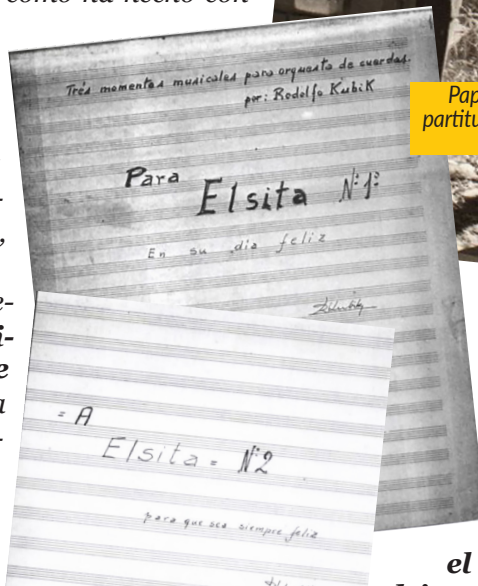 como ha hecho con
Tres momentos musicales para orquesta de cuerdas.
por: Rodolfo Kubik
Para
Elsita Nº 1º
En su dia feliz
= A
Elsita = Nº 2
para que sea siempre feliz
Pap
partitu
e-
i-
e
a
el